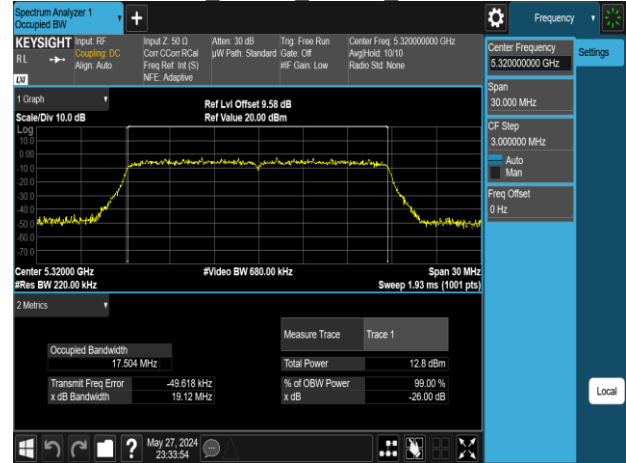 Spectrum Analyzer 1
Occupied BW
+
Frequency
KEYSIGHT
RL
LXI
Input: RF
Coupling: DC
Align: Auto
Input Z: 50 Ω
Corr CCorr RCal
Freq Ref: Int (S)
NFE: Adaptive
Atten: 30 dB
µW Path: Standard
Trig: Free Run
Gate: Off
#IF Gain: Low
Center Freq: 5.320000000 GHz
Avg|Hold: 10/10
Radio Std: None
Center Frequency
5.320000000 GHz
Settings
Span
30.000 MHz
CF Step
3.000000 MHz
Auto
Man
Freq Offset
0 Hz
1 Graph
Scale/Div 10.0 dB
Ref Lvl Offset 9.58 dB
Ref Value 20.00 dBm
Log
10.0
0.00
-10.0
-20.0
-30.0
-40.0
-50.0
-60.0
-70.0
Center 5.32000 GHz
#Video BW 680.00 kHz
Span 30 MHz
#Res BW 220.00 kHz
Sweep 1.93 ms (1001 pts)
2 Metrics
Measure Trace Trace 1
Occupied Bandwidth
17.504 MHz
Total Power 12.8 dBm
Transmit Freq Error -49.618 kHz
% of OBW Power 99.00 %
x dB Bandwidth 19.12 MHz
x dB -26.00 dB
Local
?
May 27, 2024
23:33:54